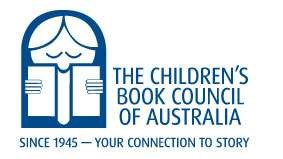 THE CHILDREN'S
BOOK COUNCIL
OF AUSTRALIA
SINCE 1945 — YOUR CONNECTION TO STORY